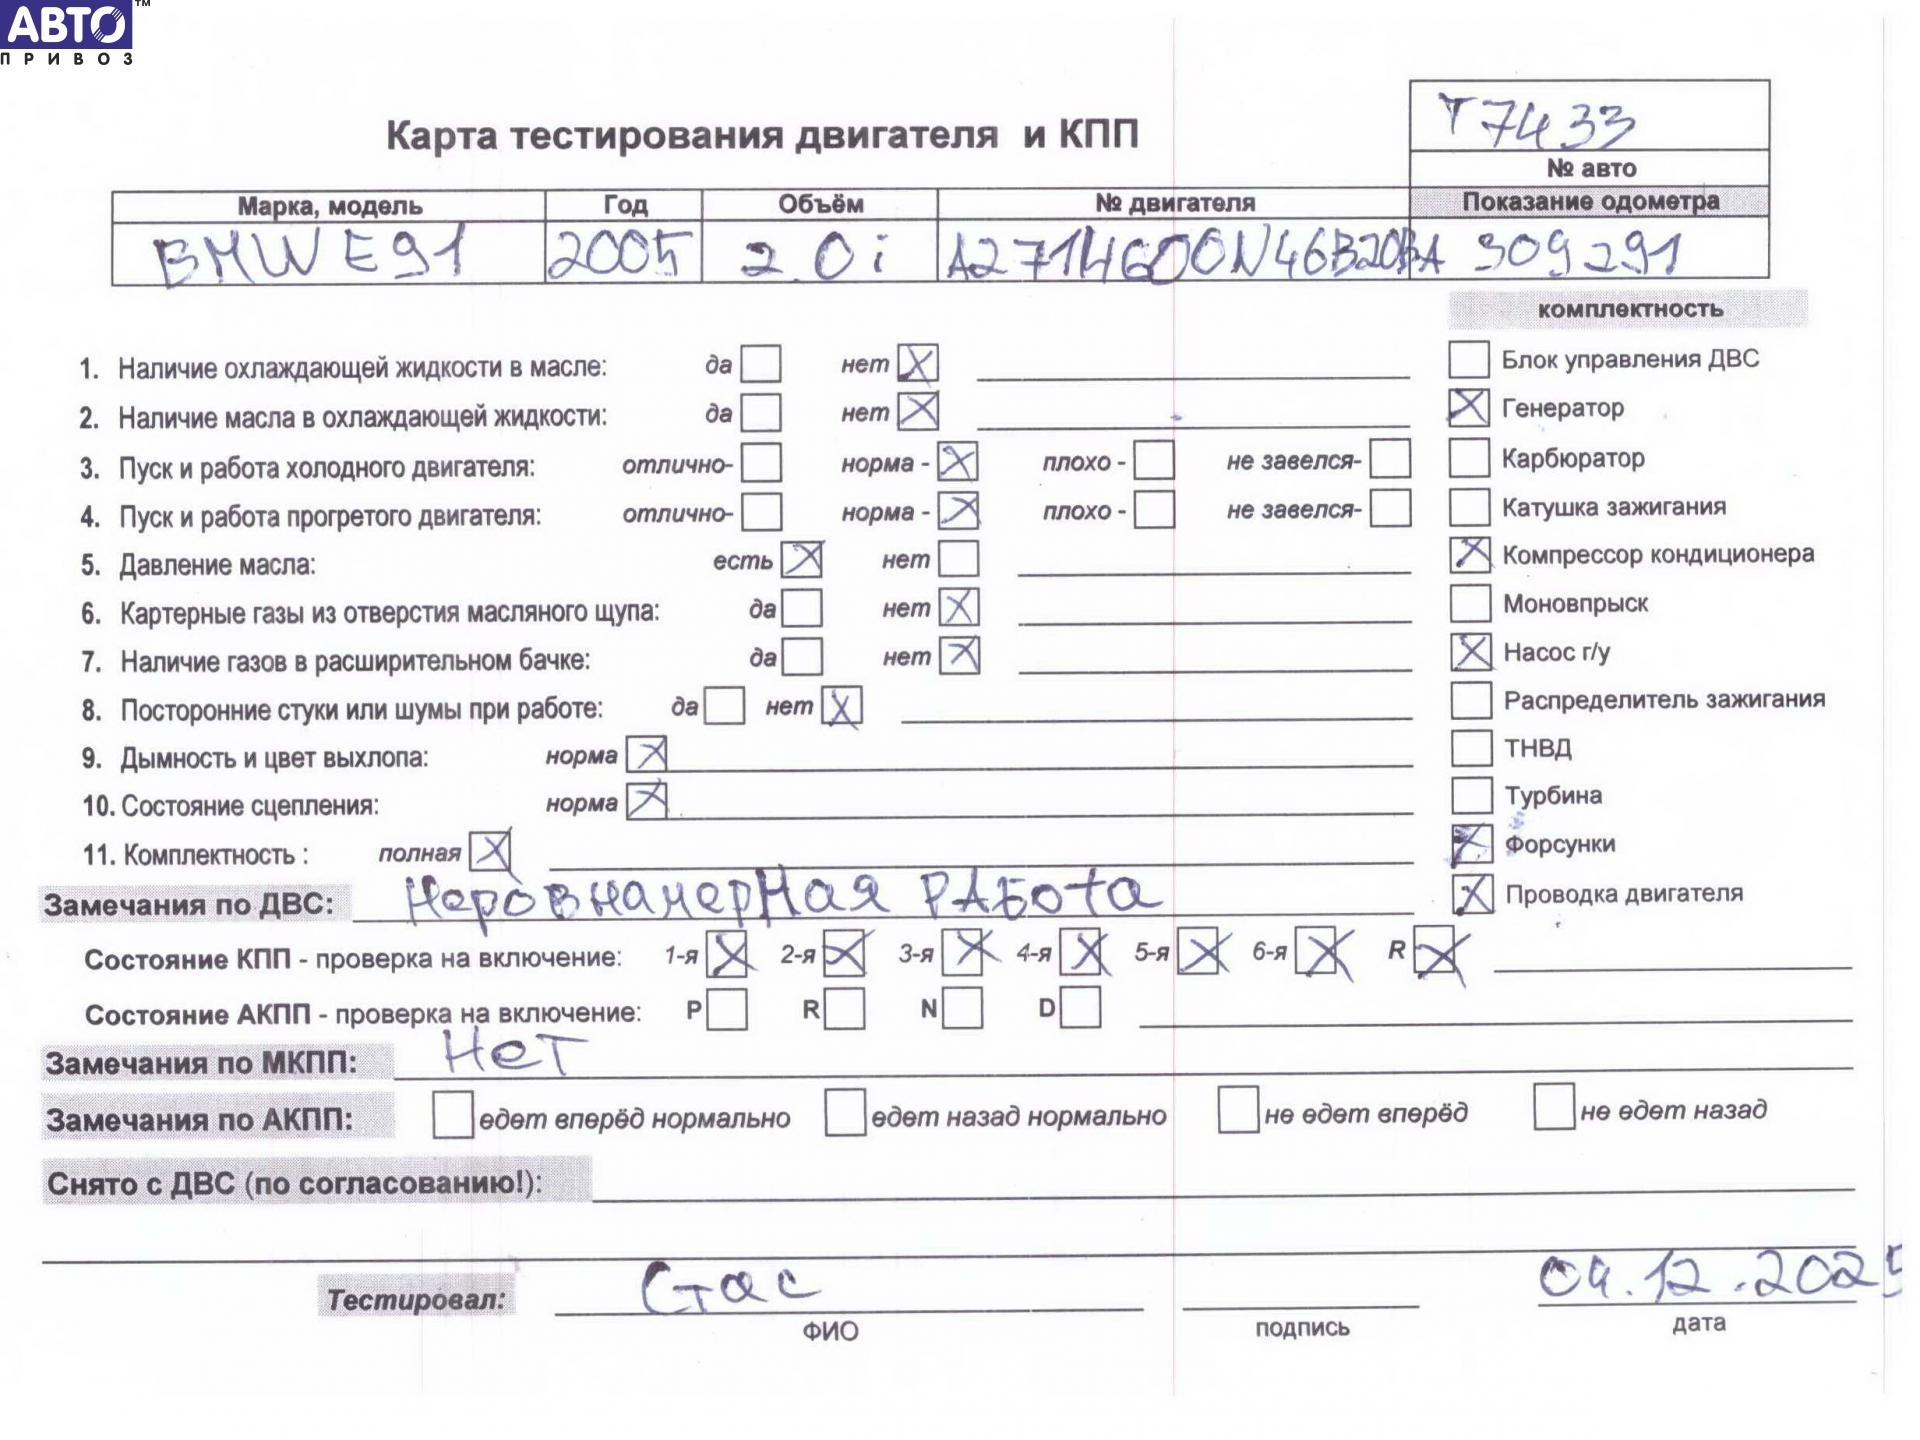 АВТО™
ПРИВОЗ
Т7433
Карта тестирования двигателя и КПП
№ авто
Марка, модель Год Объём № двигателя Показание одометра
BMW E91 2005 2.0i A2714600N46B20BA 309291
комплектность
1. Наличие охлаждающей жидкости в масле: да нет X Блок управления ДВС
2. Наличие масла в охлаждающей жидкости: да нет X X Генератор
3. Пуск и работа холодного двигателя: отлично- норма - X плохо - не завелся- Карбюратор
4. Пуск и работа прогретого двигателя: отлично- норма - X плохо - не завелся- Катушка зажигания
5. Давление масла: есть X нет X Компрессор кондиционера
6. Картерные газы из отверстия масляного щупа: да нет X Моновпрыск
7. Наличие газов в расширительном бачке: да нет X X Насос г/у
8. Посторонние стуки или шумы при работе: да нет X Распределитель зажигания
9. Дымность и цвет выхлопа: норма X ТНВД
10. Состояние сцепления: норма X Турбина
11. Комплектность : полная X X Форсунки
Замечания по ДВС: Неровнамерная работа X Проводка двигателя
Состояние КПП - проверка на включение: 1-я X 2-я X 3-я X 4-я X 5-я X 6-я X R X
Состояние АКПП - проверка на включение: P R N D
Замечания по МКПП: Нет
Замечания по АКПП: едет вперёд нормально едет назад нормально не едет вперёд не едет назад
Снято с ДВС (по согласованию!):
Тестировал: Стас 04.12.2025
ФИО подпись дата